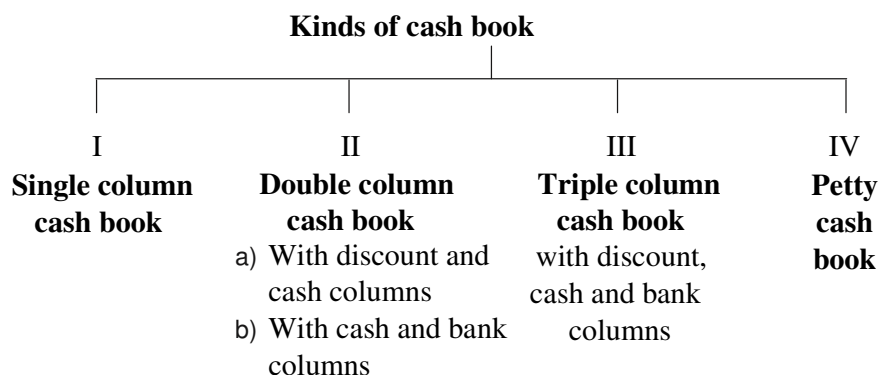 Kinds of cash book
I
Single column
cash book
II
Double column
cash book
a) With discount and
cash columns
b) With cash and bank
columns
III
Triple column
cash book
with discount,
cash and bank
columns
IV
Petty
cash
book